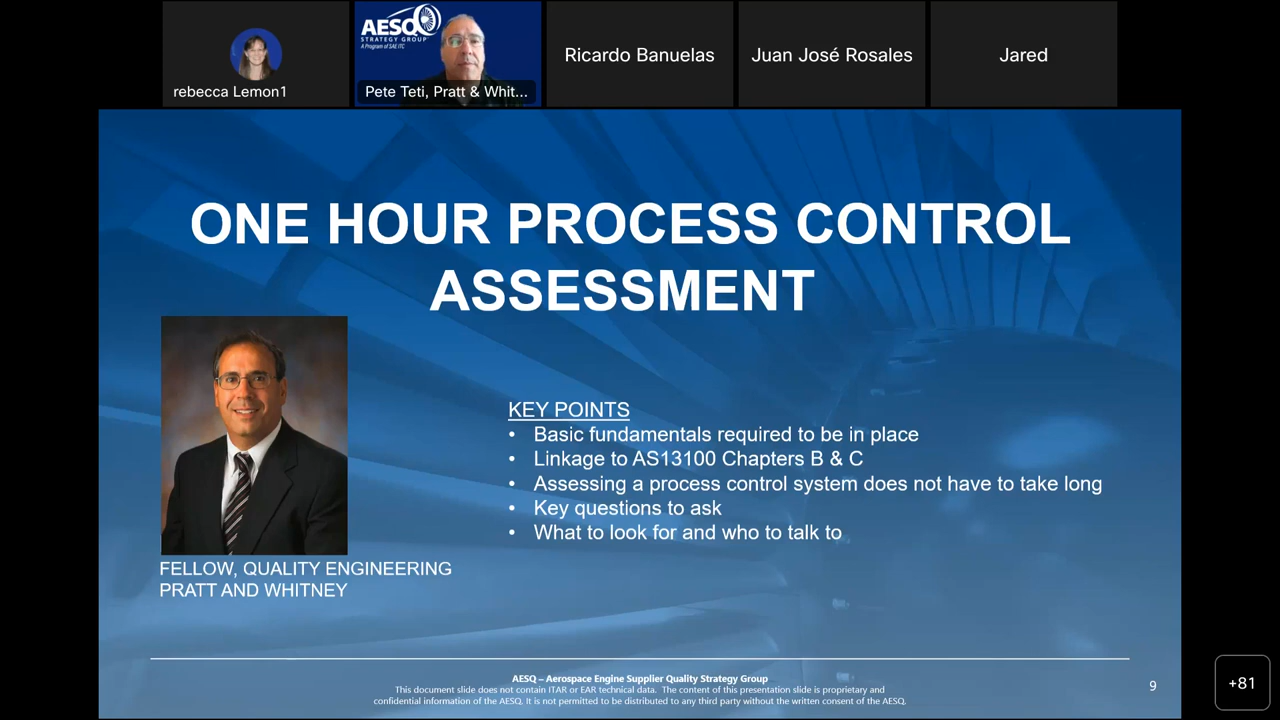 rebecca Lemon1
AESQ
STRATEGY GROUP
A Program of SAE ITC
Pete Teti, Pratt & Whit...
Ricardo Banuelas
Juan José Rosales
Jared
ONE HOUR PROCESS CONTROL
ASSESSMENT
KEY POINTS
• Basic fundamentals required to be in place
• Linkage to AS13100 Chapters B & C
• Assessing a process control system does not have to take long
• Key questions to ask
• What to look for and who to talk to
FELLOW, QUALITY ENGINEERING
PRATT AND WHITNEY
AESQ – Aerospace Engine Supplier Quality Strategy Group
This document slide does not contain ITAR or EAR technical data. The content of this presentation slide is proprietary and
confidential information of the AESQ. It is not permitted to be distributed to any third party without the written consent of the AESQ.
9
+81